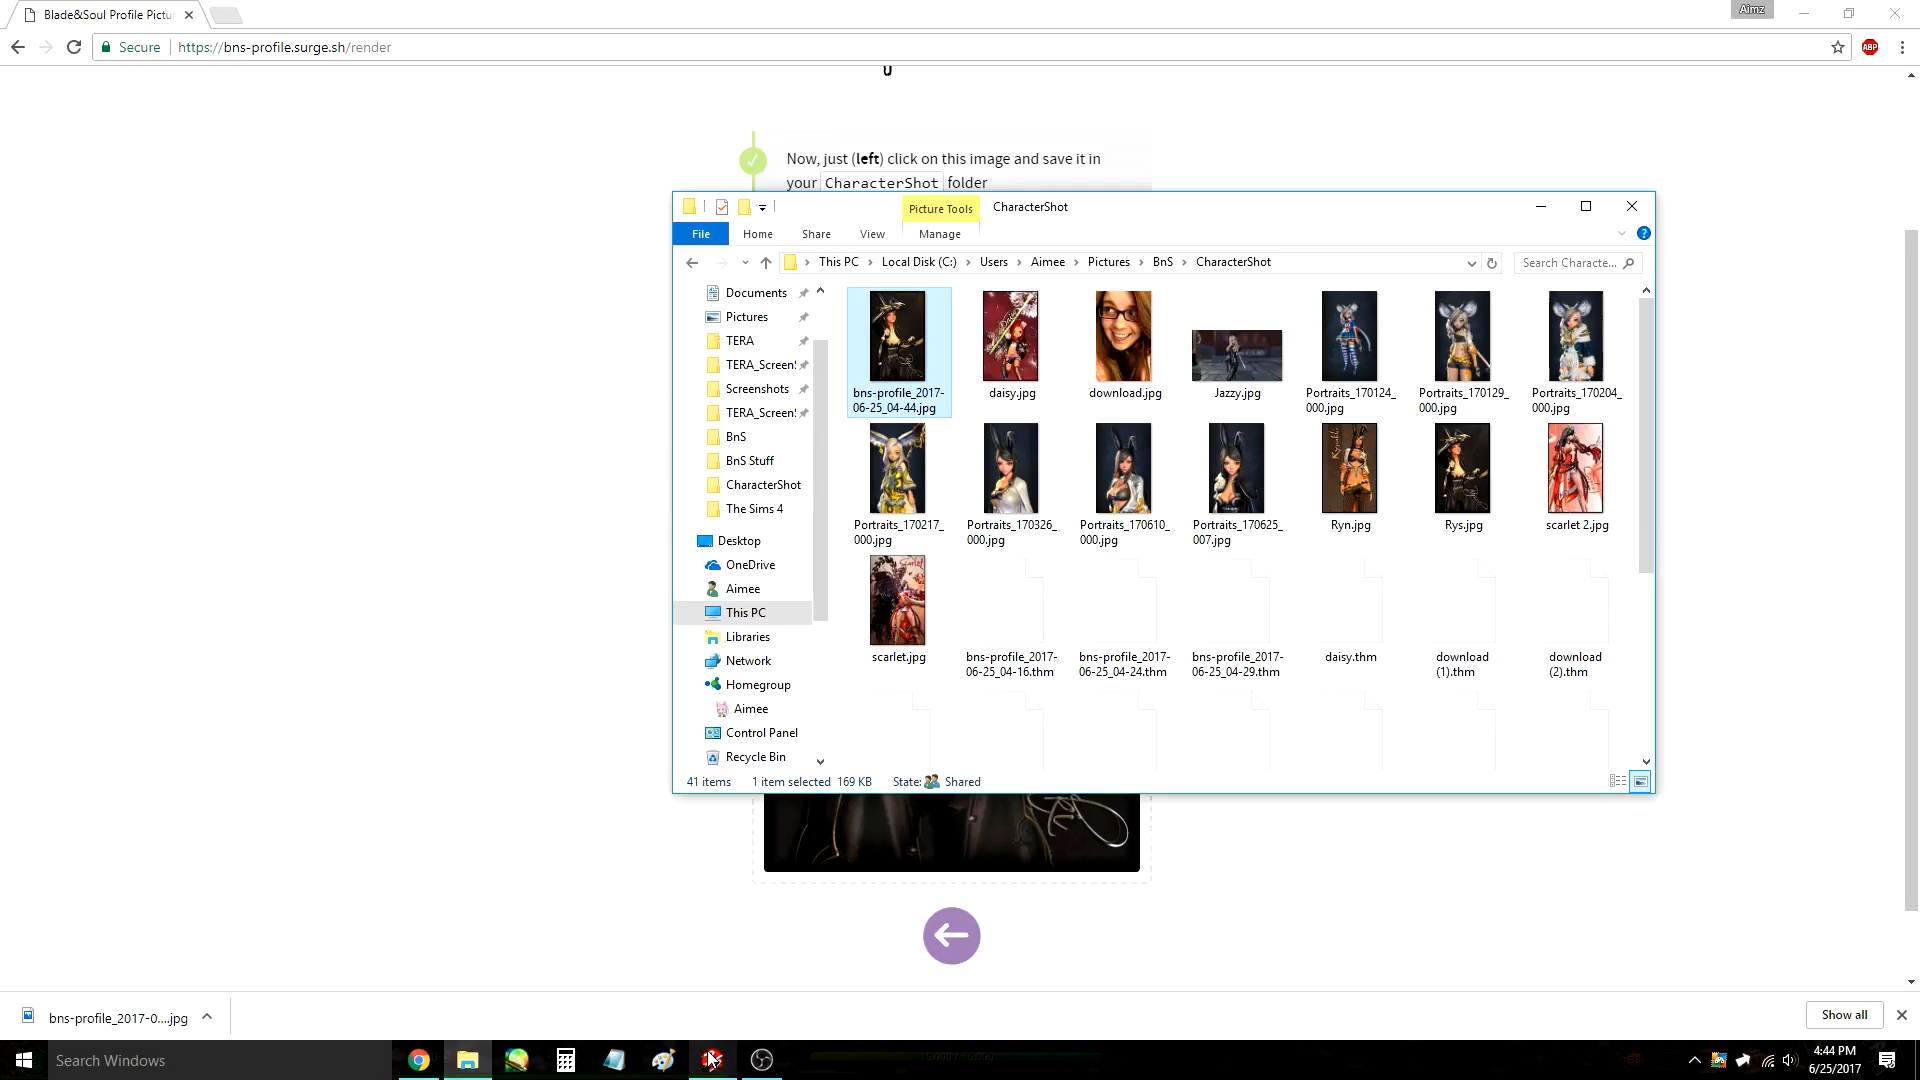 Blade&Soul Profile Pictu
Aimz
Secure
https://bns-profile.surge.sh/render
ABP
Now, just (left) click on this image and save it in
your CharacterShot folder
Picture Tools
CharacterShot
File
Home
Share
View
Manage
This PC
Local Disk (C:)
Users
Aimee
Pictures
BnS
CharacterShot
Search Characte...
Documents
Pictures
TERA
TERA_Screen
Screenshots
TERA_Screen
BnS
BnS Stuff
CharacterShot
The Sims 4
Desktop
OneDrive
Aimee
This PC
Libraries
Network
Homegroup
Aimee
Control Panel
Recycle Bin
bns-profile_2017-
06-25_04-44.jpg
daisy.jpg
download.jpg
Jazzy.jpg
Portraits_170124_
000.jpg
Portraits_170129_
000.jpg
Portraits_170204_
000.jpg
Portraits_170217_
000.jpg
Portraits_170326_
000.jpg
Portraits_170610_
000.jpg
Portraits_170625_
007.jpg
Ryn.jpg
Rys.jpg
scarlet 2.jpg
scarlet.jpg
bns-profile_2017-
06-25_04-16.thm
bns-profile_2017-
06-25_04-24.thm
bns-profile_2017-
06-25_04-29.thm
daisy.thm
download
(1).thm
download
(2).thm
41 items
1 item selected 169 KB
State:
Shared
bns-profile_2017-0....jpg
Show all
Search Windows
4:44 PM
6/25/2017